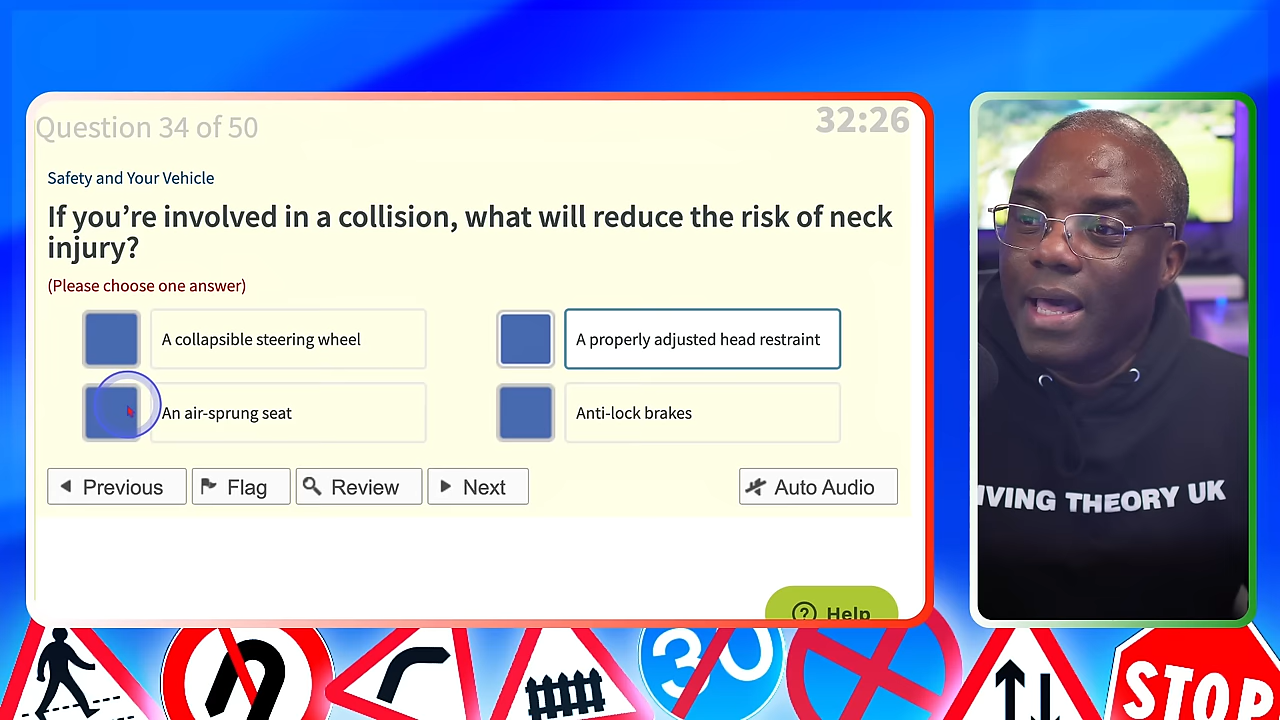 Question 34 of 50
32:26
Safety and Your Vehicle
If you’re involved in a collision, what will reduce the risk of neck
injury?
(Please choose one answer)
A collapsible steering wheel
A properly adjusted head restraint
An air-sprung seat
Anti-lock brakes
Previous
Flag
Review
Next
Auto Audio
? Help
IVING THEORY UK
30
STOP